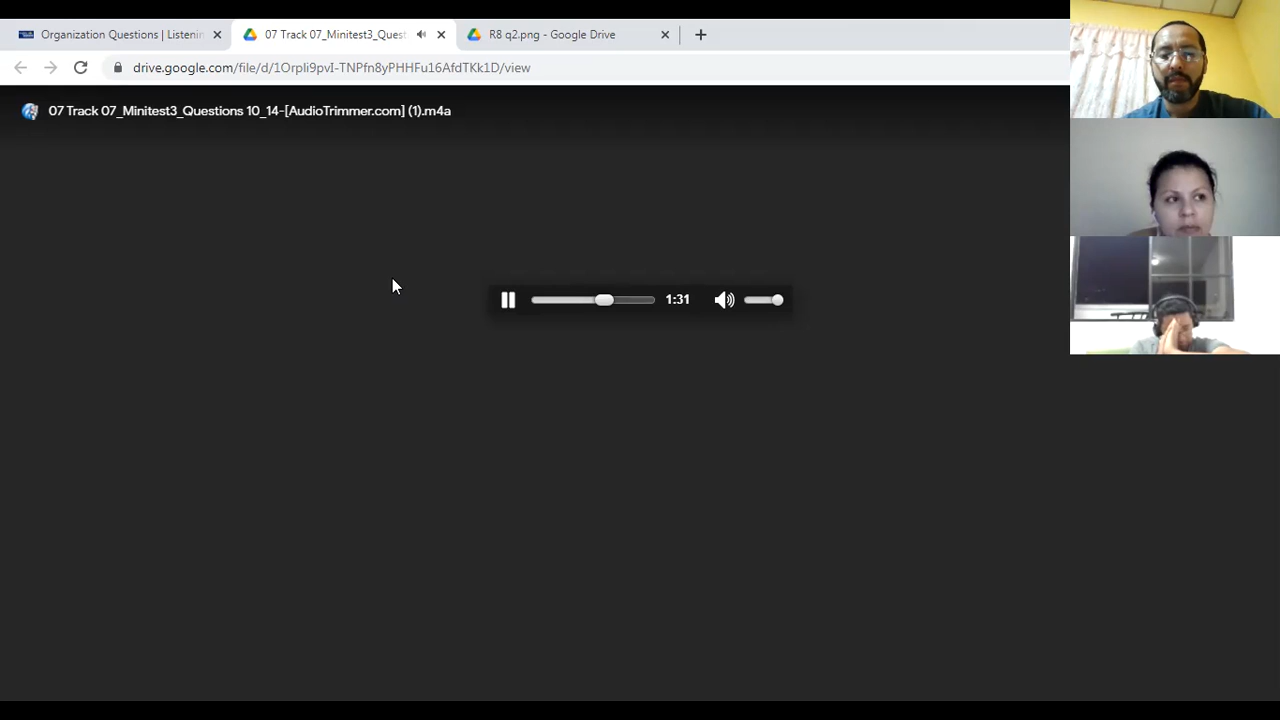 Organization Questions | Listenin
07 Track 07_Minitest3_Quest
R8 q2.png - Google Drive
drive.google.com/file/d/1Orpli9pvI-TNPfn8yPHHFu16AfdTKk1D/view
07 Track 07_Minitest3_Questions 10_14-[AudioTrimmer.com] (1).m4a
1:31